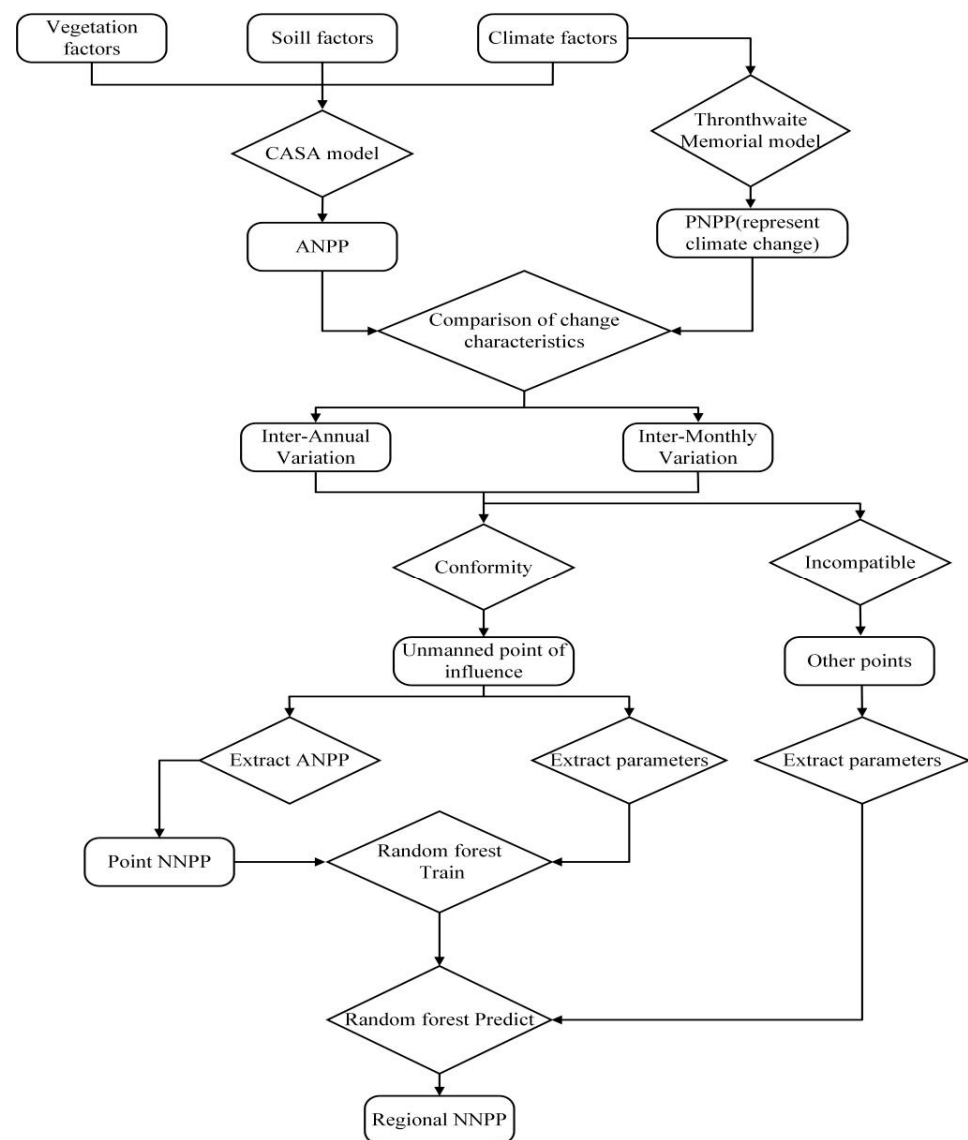 Vegetation
factors
Soill factors
Climate factors
CASA model
Thronthwaite
Memorial model
ANPP
PNPP(represent
climate change)
Comparison of change
characteristics
Inter-Annual
Variation
Inter-Monthly
Variation
Conformity
Incompatible
Unmanned point of
influence
Other points
Extract ANPP
Extract parameters
Extract parameters
Point NNPP
Random forest
Train
Random forest Predict
Regional NNPP